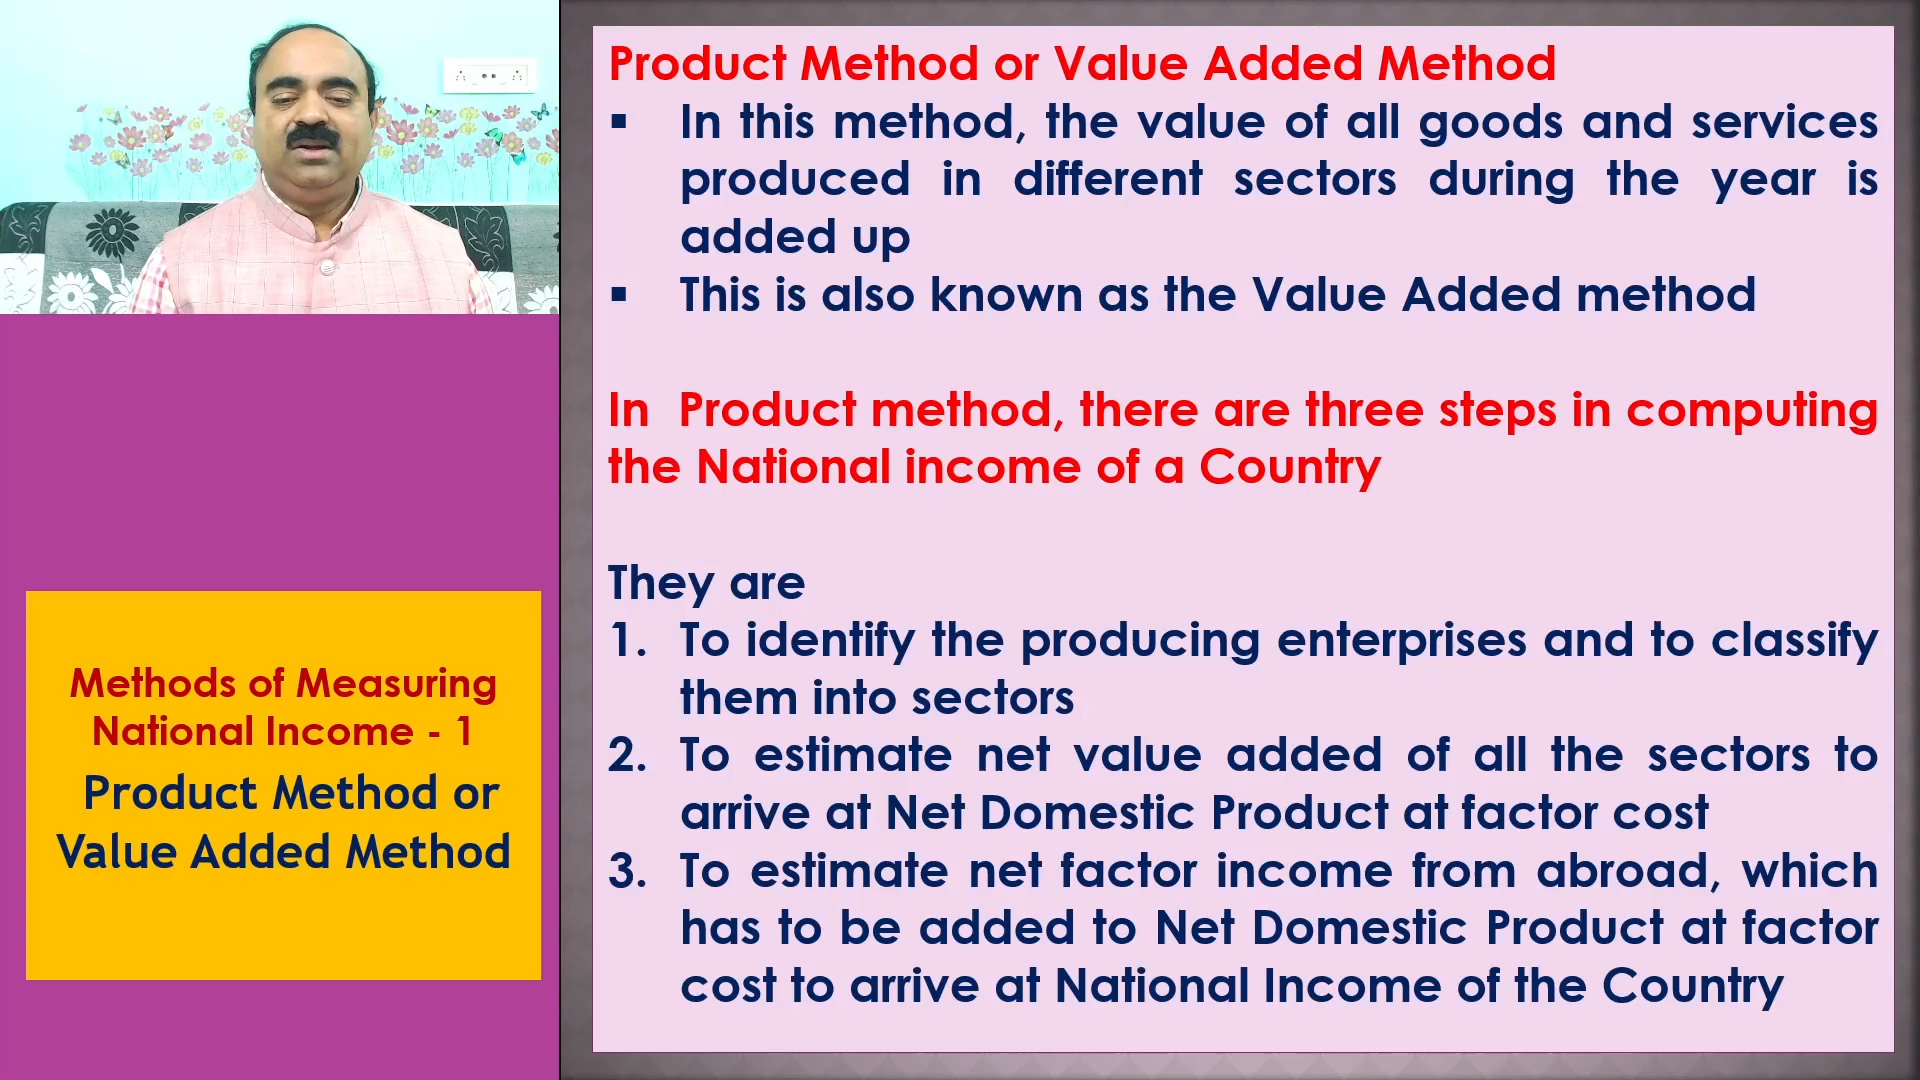 Product Method or Value Added Method
▪ In this method, the value of all goods and services
produced in different sectors during the year is
added up
▪ This is also known as the Value Added method
In Product method, there are three steps in computing
the National income of a Country
They are
1. To identify the producing enterprises and to classify
them into sectors
2. To estimate net value added of all the sectors to
arrive at Net Domestic Product at factor cost
3. To estimate net factor income from abroad, which
has to be added to Net Domestic Product at factor
cost to arrive at National Income of the Country
Methods of Measuring
National Income - 1
Product Method or
Value Added Method